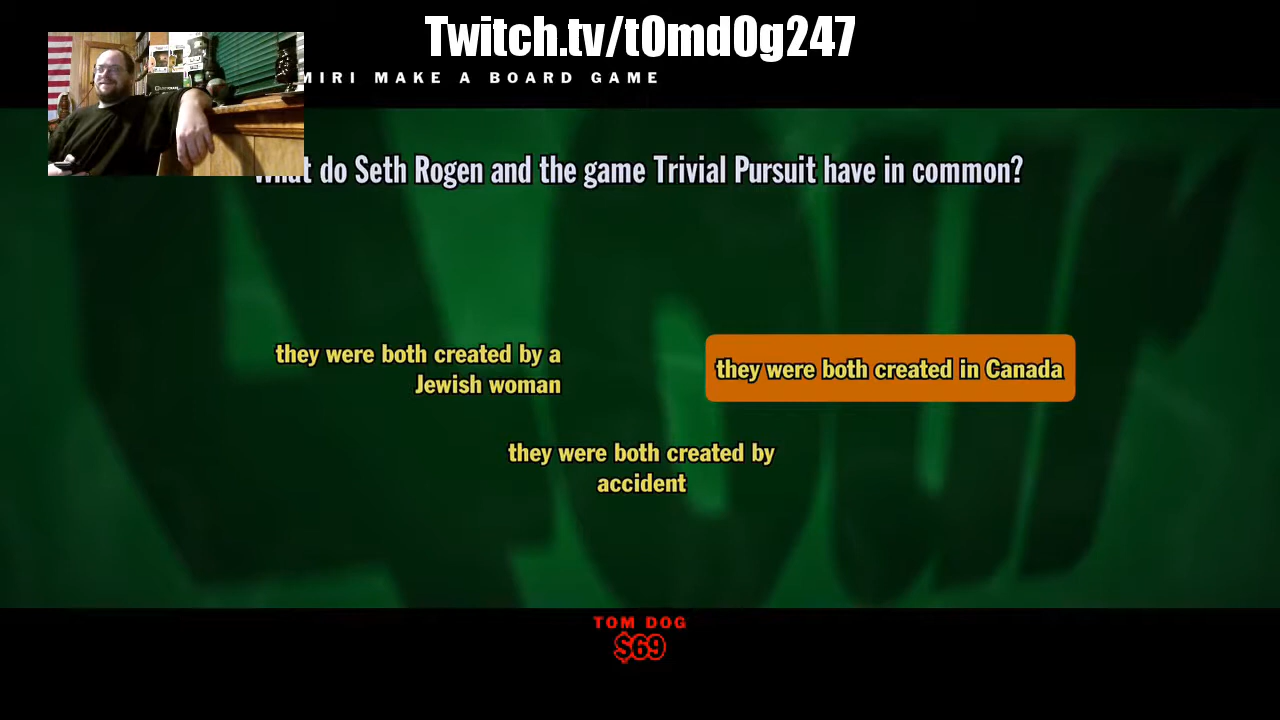 Twitch.tv/t0md0g247
MIRI MAKE A BOARD GAME
What do Seth Rogen and the game Trivial Pursuit have in common?
they were both created by a
Jewish woman
they were both created in Canada
they were both created by
accident
TOM DOG
$69